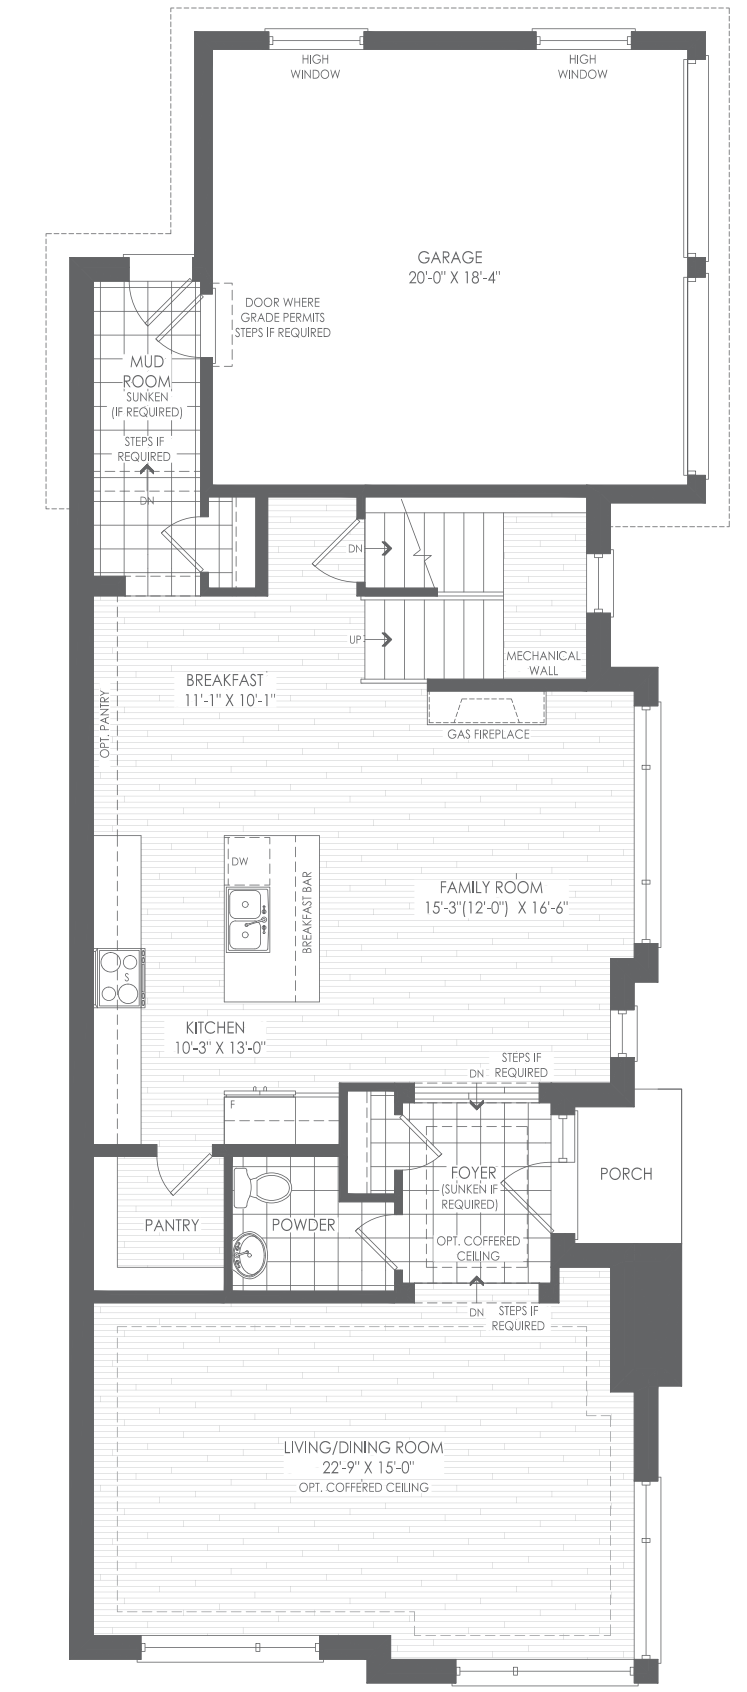 HIGH
WINDOW
HIGH
WINDOW
GARAGE
20'-0" X 18'-4"
DOOR WHERE
GRADE PERMITS
STEPS IF REQUIRED
MUD
ROOM
SUNKEN
(IF REQUIRED)
STEPS IF
REQUIRED
DN
DN
UP
MECHANICAL
WALL
BREAKFAST
11'-1" X 10'-1"
OPT. PANTRY
GAS FIREPLACE
DW
BREAKFAST BAR
FAMILY ROOM
15'-3"(12'-0") X 16'-6"
S
KITCHEN
10'-3" X 13'-0"
STEPS IF
DN REQUIRED
F
FOYER
(SUNKEN IF
REQUIRED)
PORCH
PANTRY
POWDER
OPT. COFFERED
CEILING
DN STEPS IF
REQUIRED
LIVING/DINING ROOM
22'-9" X 15'-0"
OPT. COFFERED CEILING